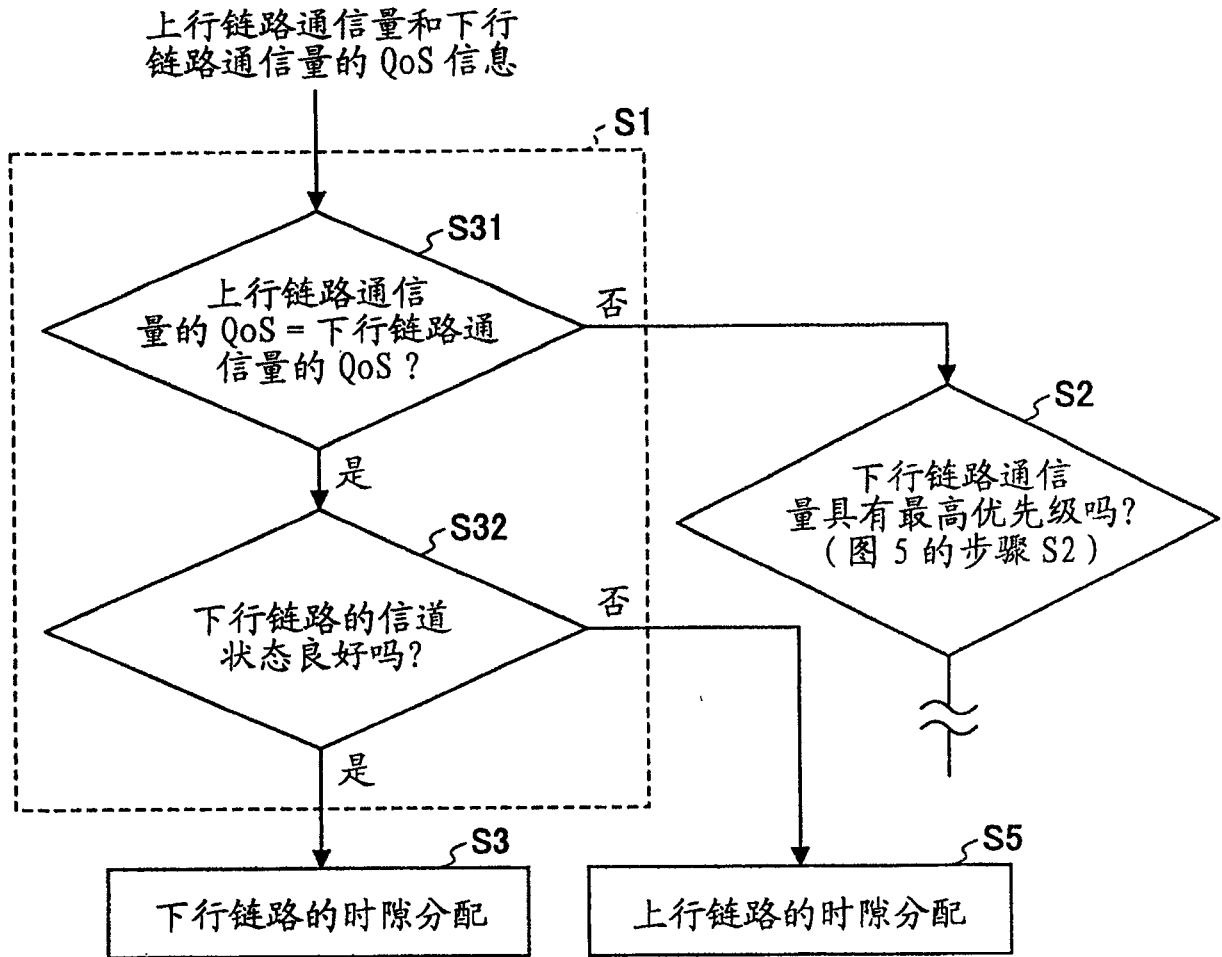 上行链路通信量和下行
链路通信量的 QoS 信息
S1
S31
上行链路通信
量的 QoS = 下行链路通
信量的 QoS?
否
是
S2
下行链路通信
量具有最高优先级吗?
(图 5 的步骤 S2)
S32
下行链路的信道
状态良好吗?
否
是
S3
下行链路的时隙分配
S5
上行链路的时隙分配